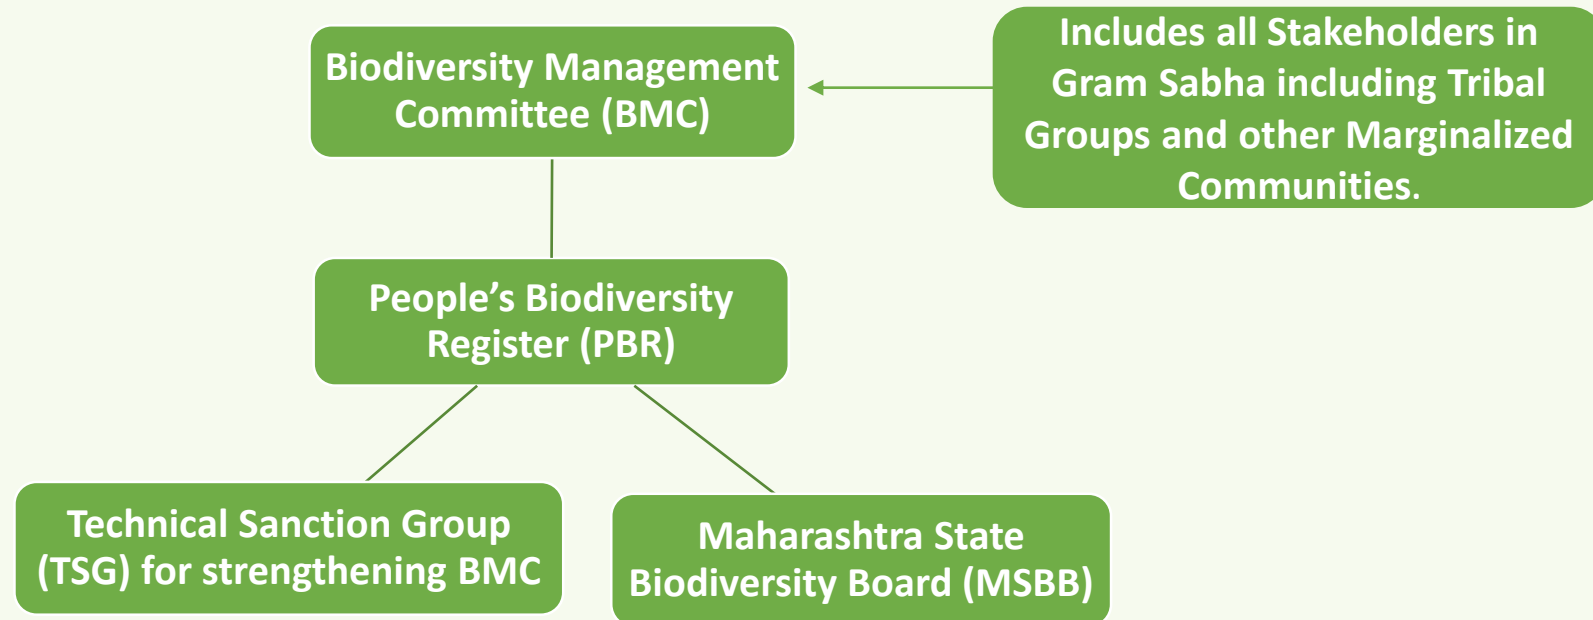 Biodiversity Management
Committee (BMC)
Includes all Stakeholders in
Gram Sabha including Tribal
Groups and other Marginalized
Communities.
People’s Biodiversity
Register (PBR)
Technical Sanction Group
(TSG) for strengthening BMC
Maharashtra State
Biodiversity Board (MSBB)